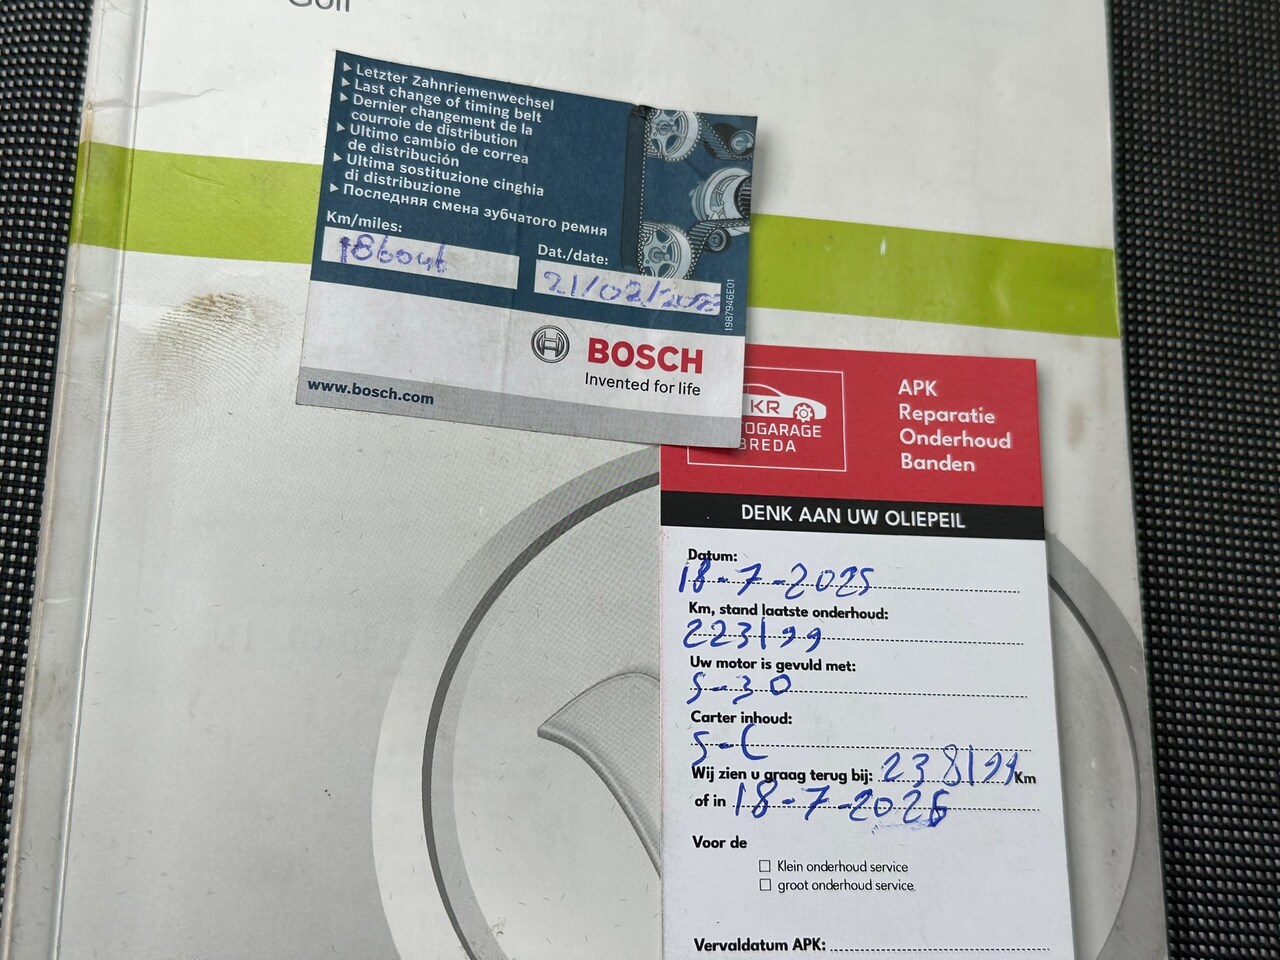 Golf
▸ Letzter Zahnriemenwechsel
▸ Last change of timing belt
▸ Dernier changement de la
courroie de distribution
▸ Ultimo cambio de correa
de distribución
▸ Ultima sostituzione cinghia
di distribuzione
▸ Последняя смена зубчатого ремня
Km/miles:
Dat./date:
186046
21/02/2023
1987946E01
BOSCH
Invented for life
www.bosch.com
KR
TOGARAGE
BREDA
APK
Reparatie
Onderhoud
Banden
DENK AAN UW OLIEPEIL
Datum:
18-7-2025
Km, stand laatste onderhoud:
223199
Uw motor is gevuld met:
5-30
Carter inhoud:
Wij zien u graag terug bij: 238199 Km
of in 18-7-2026
Voor de
☐ Klein onderhoud service
☐ groot onderhoud service
Vervaldatum APK: